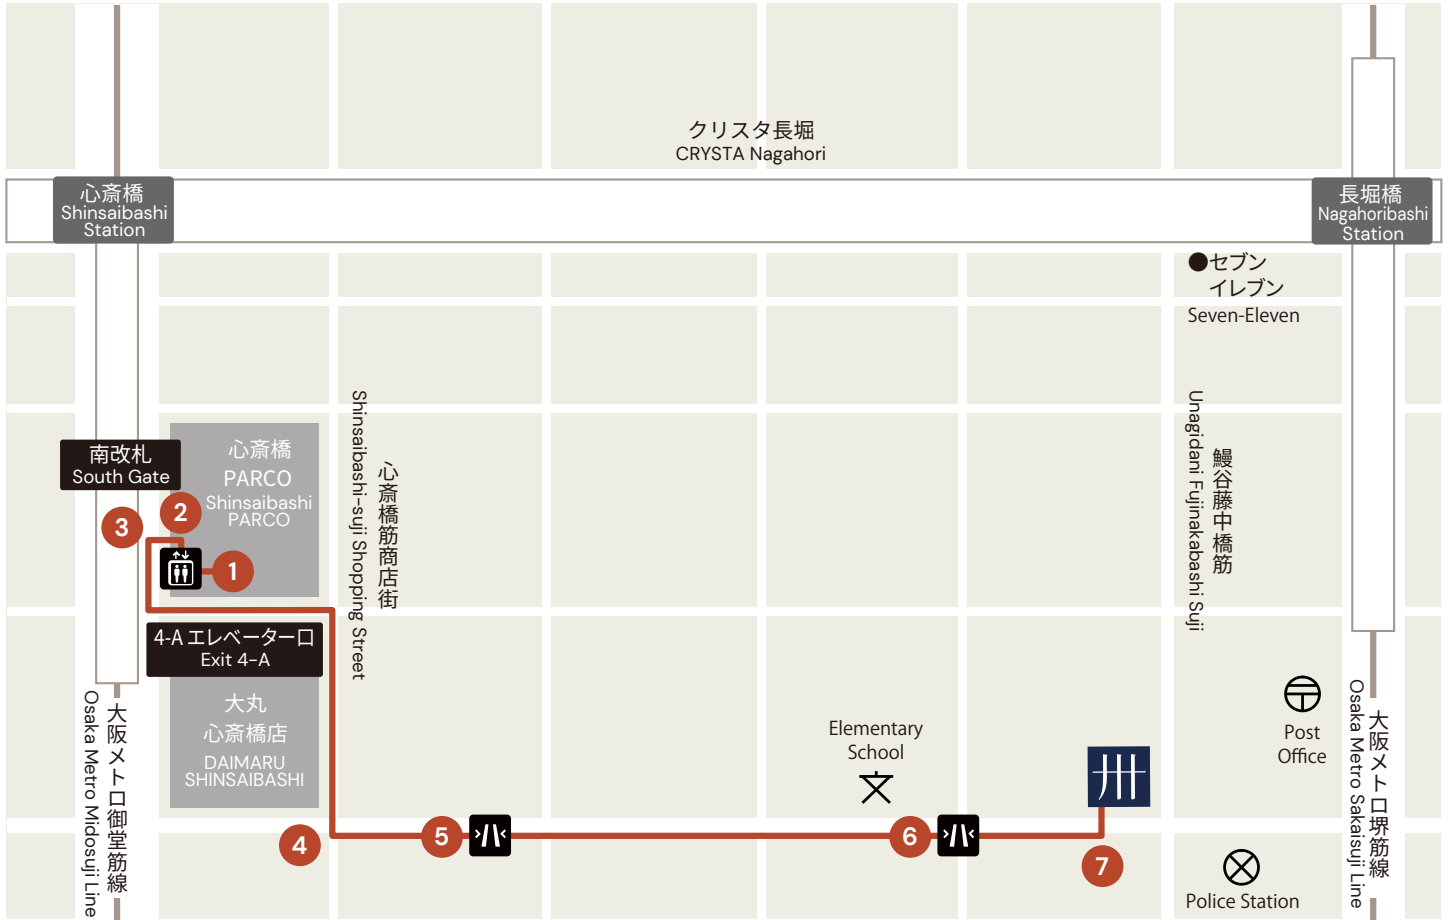 クリスタ長堀
CRYSTA Nagahori
心斎橋
Shinsaibashi
Station
長堀橋
Nagahoribashi
Station
セブン
イレブン
Seven-Eleven
南改札
South Gate
心斎橋
PARCO
Shinsaibashi
PARCO
2
3
1
Shinsaibashi-suji Shopping Street
心斎橋筋商店街
Unagidani Fujinakabashi Suji
鰻谷藤中橋筋
4-A エレベーター口
Exit 4-A
大丸
心斎橋店
DAIMARU
SHINSAIBASHI
Osaka Metro Midosuji Line
大阪メトロ御堂筋線
Elementary
School
文
卅
Post
Office
Osaka Metro Sakaisuji Line
大阪メトロ堺筋線
4
5
6
7
Police Station